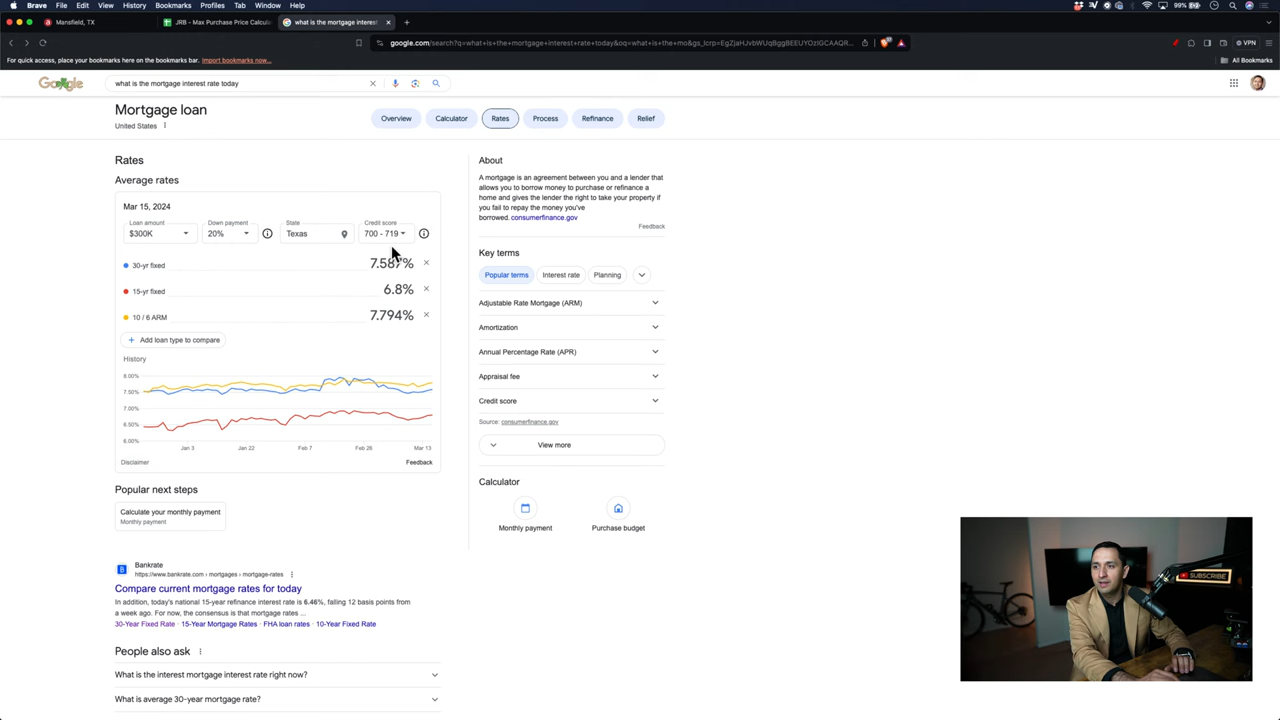 Brave File Edit View History Bookmarks Profiles Tab Window Help
99%
Mansfield, TX
JRB - Max Purchase Price Calcula
what is the mortgage interest
google.com/search?q=what+is+the+mortgage+interest+rate+today&oq=what+is+the+mo&gs_lcrp=EgZjaHJvbWUqBggBEEUYOzIGCAAQR...
VPN
For quick access, place your bookmarks here on the bookmarks bar. Import bookmarks now...
All Bookmarks
Google
what is the mortgage interest rate today
Mortgage loan
United States
Overview
Calculator
Rates
Process
Refinance
Relief
Rates
Average rates
Mar 15, 2024
Loan amount
$300K
Down payment
20%
State
Texas
Credit score
700 - 719
30-yr fixed
7.587%
15-yr fixed
6.8%
10 / 6 ARM
7.794%
Add loan type to compare
History
8.00%
7.50%
7.00%
6.50%
6.00%
Jan 3
Jan 22
Feb 7
Feb 26
Mar 13
Disclaimer
Feedback
Popular next steps
Calculate your monthly payment
Monthly payment
Bankrate
https://www.bankrate.com › mortgages › mortgage-rates
Compare current mortgage rates for today
In addition, today's national 15-year refinance interest rate is 6.46%, falling 12 basis points from
a week ago. For now, the consensus is that mortgage rates ...
30-Year Fixed Rate · 15-Year Mortgage Rates · FHA loan rates · 10-Year Fixed Rate
People also ask
What is the interest mortgage interest rate right now?
What is average 30-year mortgage rate?
About
A mortgage is an agreement between you and a lender that
allows you to borrow money to purchase or refinance a
home and gives the lender the right to take your property if
you fail to repay the money you've
borrowed. consumerfinance.gov
Feedback
Key terms
Popular terms
Interest rate
Planning
Adjustable Rate Mortgage (ARM)
Amortization
Annual Percentage Rate (APR)
Appraisal fee
Credit score
Source: consumerfinance.gov
View more
Calculator
Monthly payment
Purchase budget
SUBSCRIBE